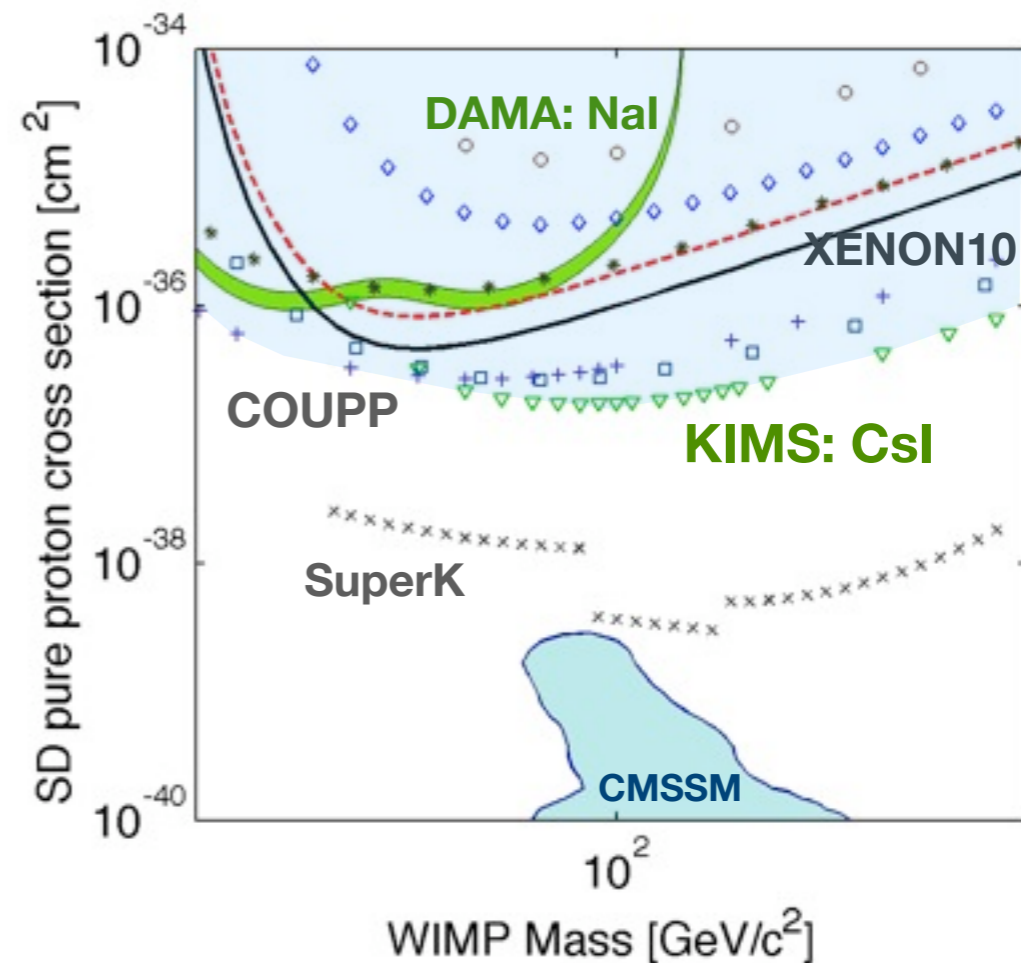 10^-34
DAMA: NaI
XENON10
10^-36
COUPP
KIMS: CsI
10^-38
SuperK
CMSSM
10^-40
10^2
WIMP Mass [GeV/c^2]
SD pure proton cross section [cm^2]